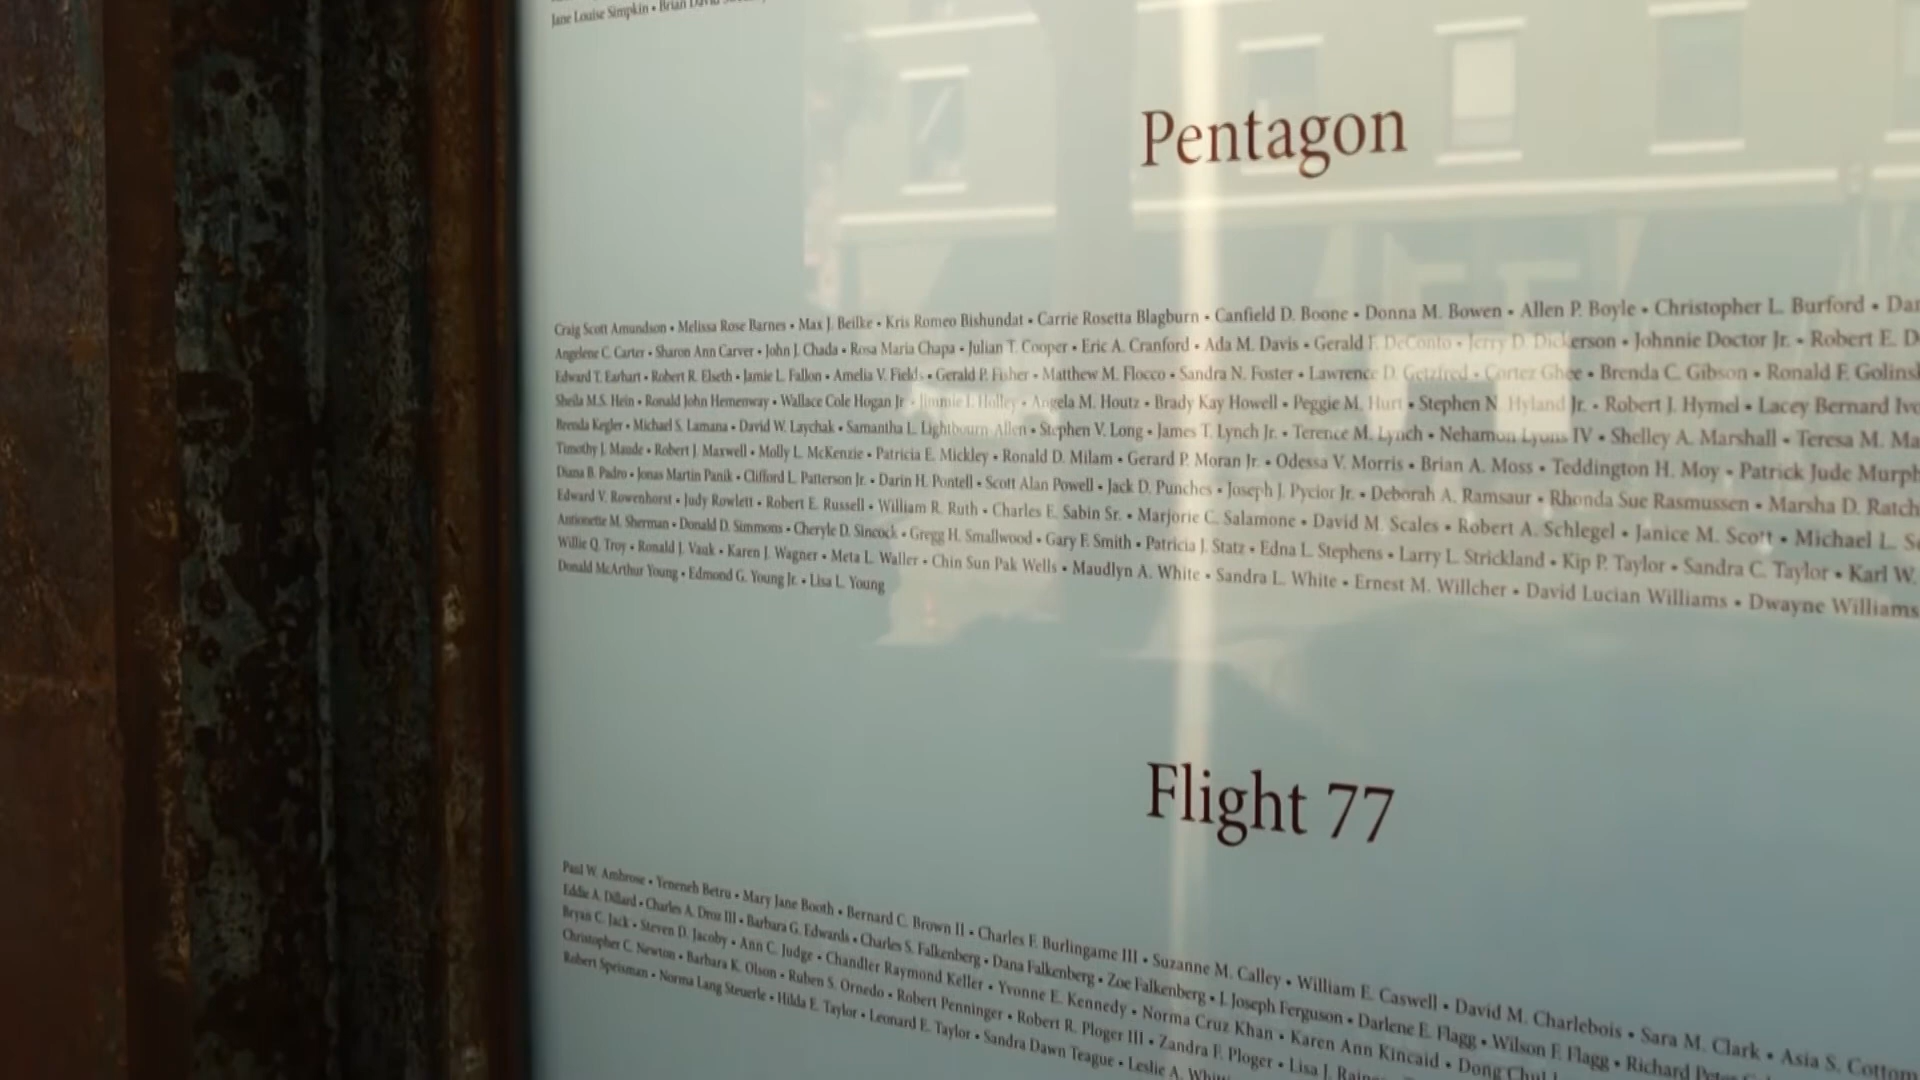 Jane Louise Simpkin • Brian David
Pentagon
Craig Scott Amundson • Melissa Rose Barnes • Max J. Beilke • Kris Romeo Bishundat • Carrie Rosetta Blagburn • Canfield D. Boone • Donna M. Bowen • Allen P. Boyle • Christopher L. Burford •
Angelene C. Carter • Sharon Ann Carver • John J. Chada • Rosa Maria Chapa • Julian T. Cooper • Eric A. Cranford • Ada M. Davis • Gerald F. DeConto • Jerry D. Dickerson • Johnnie Doctor Jr. • Robert E. D
Edward T. Earhart • Robert R. Elseth • Jamie L. Fallon • Amelia V. Fields • Gerald P. Fisher • Matthew M. Flocco • Sandra N. Foster • Lawrence D. Getzfred • Cortez Ghee • Brenda C. Gibson • Ronald F. Golinsk
Sheila M.S. Hein • Ronald John Hemenway • Wallace Cole Hogan Jr. • Jimmie I. Holley • Angela M. Houtz • Brady Kay Howell • Peggie M. Hurt • Stephen N. Hyland Jr. • Robert J. Hymel • Lacey Bernard Ivo
Brenda Kegler • Michael S. Lamana • David W. Laychak • Samantha L. Lightbourn-Allen • Stephen V. Long • James T. Lynch Jr. • Terence M. Lynch • Nehamon Lyons IV • Shelley A. Marshall • Teresa M. Ma
Timothy J. Maude • Robert J. Maxwell • Molly L. McKenzie • Patricia E. Mickley • Ronald D. Milam • Gerard P. Moran Jr. • Odessa V. Morris • Brian A. Moss • Teddington H. Moy • Patrick Jude Murph
Diana B. Padro • Jonas Martin Panik • Clifford L. Patterson Jr. • Darin H. Pontell • Scott Alan Powell • Jack D. Punches • Joseph J. Pycior Jr. • Deborah A. Ramsaur • Rhonda Sue Rasmussen • Marsha D. Ratch
Edward V. Rowenhorst • Judy Rowlett • Robert E. Russell • William R. Ruth • Charles E. Sabin Sr. • Marjorie C. Salamone • David M. Scales • Robert A. Schlegel • Janice M. Scott • Michael L. Se
Antionette M. Sherman • Donald D. Simmons • Cheryle D. Sincock • Gregg H. Smallwood • Gary F. Smith • Patricia J. Statz • Edna L. Stephens • Larry L. Strickland • Kip P. Taylor • Sandra C. Taylor • Karl W.
Willie Q. Troy • Ronald J. Vauk • Karen J. Wagner • Meta L. Waller • Chin Sun Pak Wells • Maudlyn A. White • Sandra L. White • Ernest M. Willcher • David Lucian Williams • Dwayne Williams
Donald McArthur Young • Edmond G. Young Jr. • Lisa L. Young
Flight 77
Paul W. Ambrose • Yeneneh Betru • Mary Jane Booth • Bernard C. Brown II • Charles F. Burlingame III • Suzanne M. Calley • William E. Caswell • David M. Charlebois • Sara M. Clark • Asia S. Cottom
Eddie A. Dillard • Charles A. Droz III • Barbara G. Edwards • Charles S. Falkenberg • Dana Falkenberg • Zoe Falkenberg • J. Joseph Ferguson • Darlene E. Flagg • Wilson F. Flagg • Richard
Bryan C. Jack • Steven D. Jacoby • Ann C. Judge • Chandler Raymond Keller • Yvonne E. Kennedy • Norma Cruz Khan • Karen Ann Kincaid • Dong
Christopher C. Newton • Barbara K. Olson • Ruben S. Ornedo • Robert Penninger • Robert R. Ploger III • Zandra F. Ploger • Lisa J.
Robert Speisman • Norma Lang Steuerle • Hilda E. Taylor • Leonard E. Taylor • Sandra Dawn Teague • Leslie A.